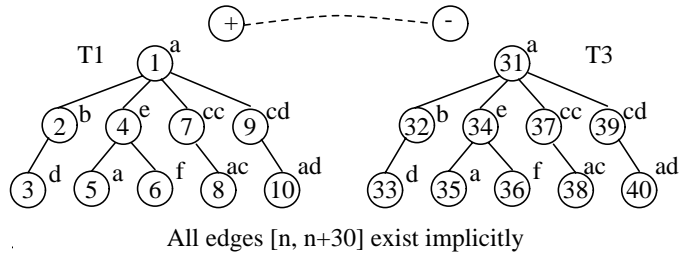 + -
T1 1 a 31 a T3
2 b 4 e 7 cc 9 cd 32 b 34 e 37 cc 39 cd
3 d 5 a 6 f 8 ac 10 ad 33 d 35 a 36 f 38 ac 40 ad
All edges [n, n+30] exist implicitly